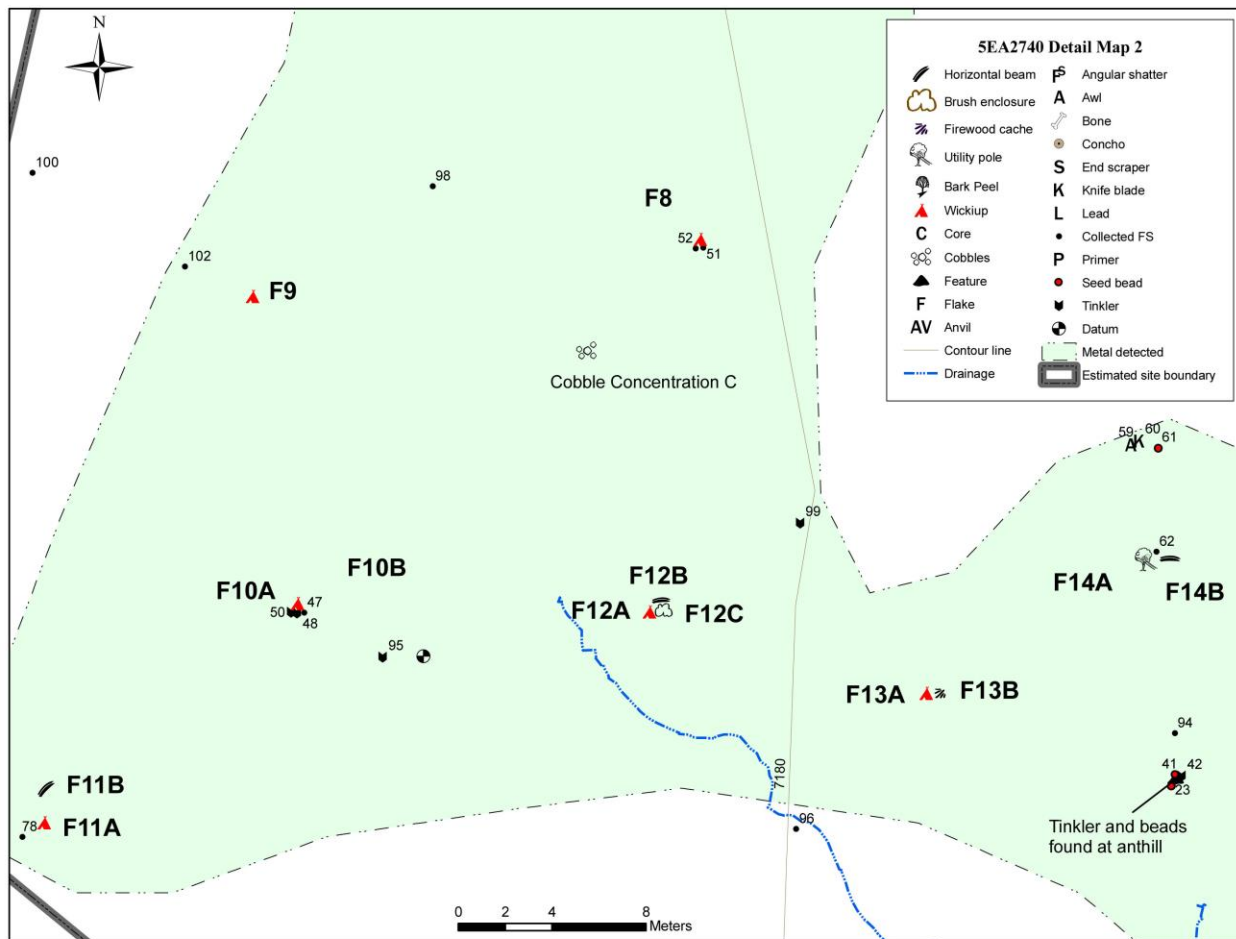 N
5EA2740 Detail Map 2
Horizontal beam
Brush enclosure
Firewood cache
Utility pole
Bark Peel
Wickiup
C Core
Cobbles
Feature
F Flake
AV Anvil
Contour line
Drainage
FS Angular shatter
A Awl
Bone
Concho
S End scraper
K Knife blade
L Lead
Collected FS
P Primer
Seed bead
Tinkler
Datum
Metal detected
Estimated site boundary
100
98
F8
52
51
102
F9
Cobble Concentration C
59 60
61
A K
99
62
F14A
F14B
F10B
F10A
47
50
48
95
F12B
F12A
F12C
F13A
F13B
94
41 42
23
7180
F11B
F11A
78
96
Tinkler and beads
found at anthill
0 2 4 8
Meters